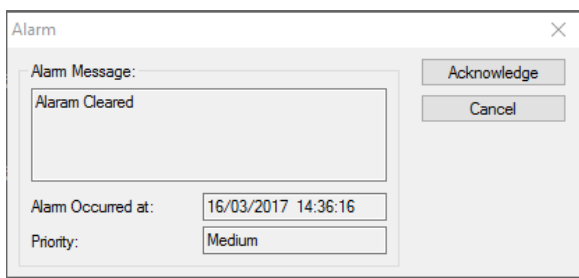 Alarm
Alarm Message:
Acknowledge
Alaram Cleared
Cancel
Alarm Occurred at:
16/03/2017 14:36:16
Priority:
Medium